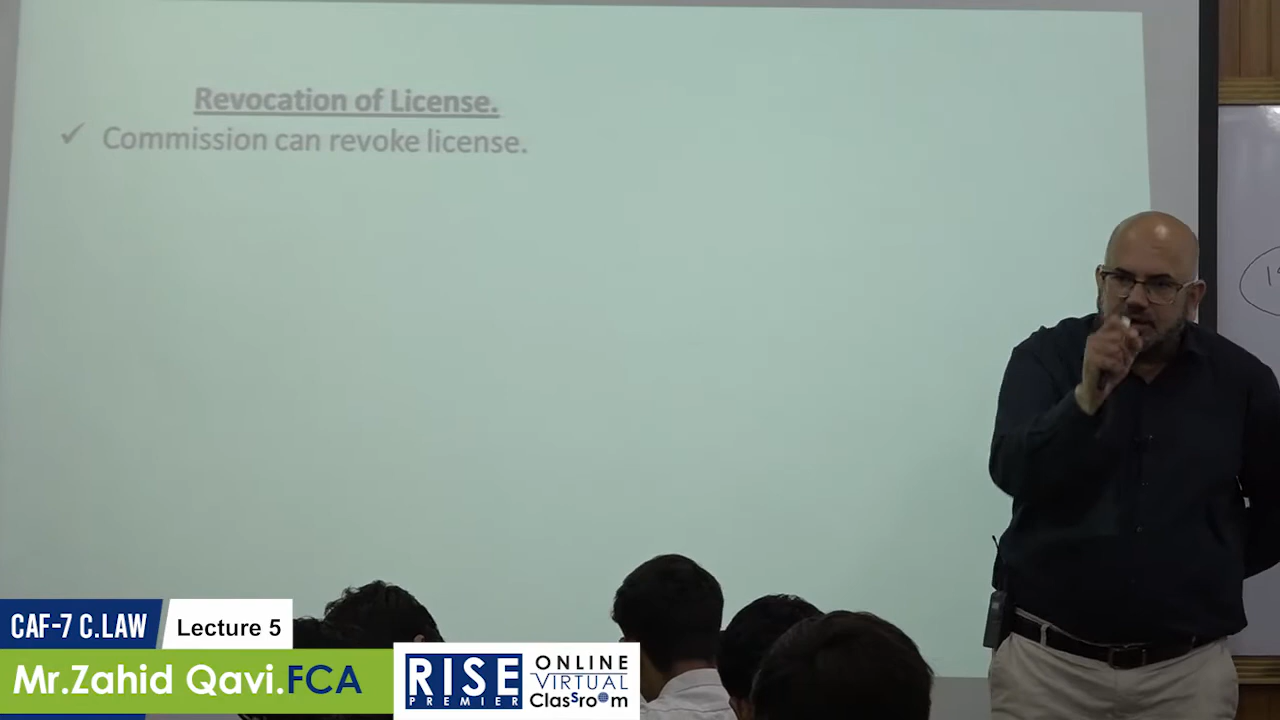 Revocation of License.
✓ Commission can revoke license.
CAF-7 C.LAW
Lecture 5
Mr.Zahid Qavi.FCA
RISE
PREMIER
ONLINE
VIRTUAL
Classroom